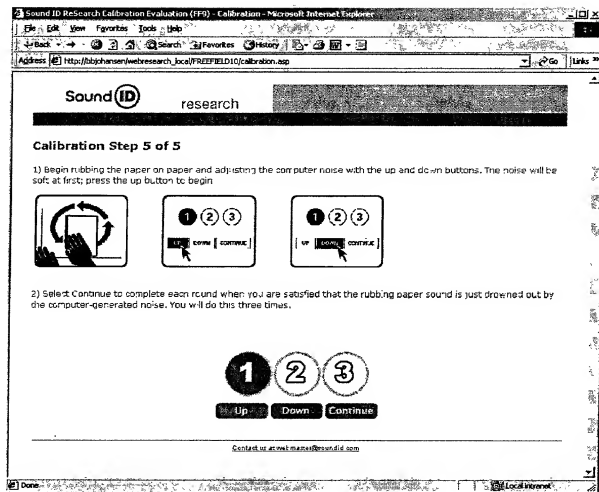 Sound ID ReSearch Calibration Evaluation (FF9) - Calibration - Microsoft Internet Explorer
File Edit View Favorites Tools Help
Back Search Favorites History
Address http://bbjohansen/webresearch_local/FREEFIELD10/calibration.asp Go Links
Sound ID research
Calibration Step 5 of 5
1) Begin rubbing the paper on paper and adjusting the computer noise with the up and down buttons. The noise will be
soft at first; press the up button to begin
1 2 3
UP DOWN CONTINUE
1 2 3
UP DOWN CONTINUE
2) Select Continue to complete each round when you are satisfied that the rubbing paper sound is just drowned out by
the computer-generated noise. You will do this three times.
1 2 3
Up Down Continue
Contact us at webmaster@soundid.com
Done Local intranet